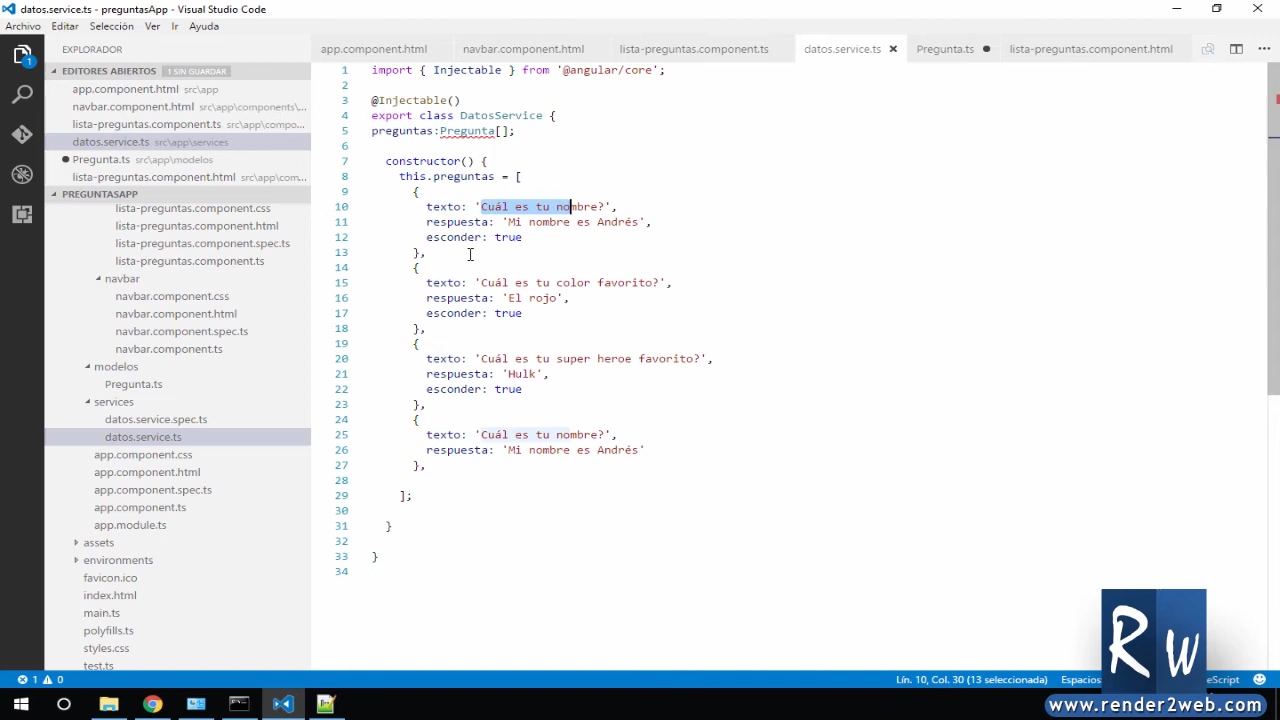 datos.service.ts - preguntasApp - Visual Studio Code
Archivo Editar Selección Ver Ir Ayuda
EXPLORADOR
EDITORES ABIERTOS 1 SIN GUARDAR
app.component.html src\app
navbar.component.html src\app\components\...
lista-preguntas.component.ts src\app\compo...
datos.service.ts src\app\services
Pregunta.ts src\app\modelos
lista-preguntas.component.html src\app\com...
PREGUNTASAPP
lista-preguntas.component.css
lista-preguntas.component.html
lista-preguntas.component.spec.ts
lista-preguntas.component.ts
navbar
navbar.component.css
navbar.component.html
navbar.component.spec.ts
navbar.component.ts
modelos
Pregunta.ts
services
datos.service.spec.ts
datos.service.ts
app.component.css
app.component.html
app.component.spec.ts
app.component.ts
app.module.ts
assets
environments
favicon.ico
index.html
main.ts
polyfills.ts
styles.css
test.ts
app.component.html navbar.component.html lista-preguntas.component.ts datos.service.ts Pregunta.ts lista-preguntas.component.html
1 import { Injectable } from '@angular/core';
2
3 @Injectable()
4 export class DatosService {
5 preguntas:Pregunta[];
6
7 constructor() {
8 this.preguntas = [
9 {
10 texto: 'Cuál es tu nombre?',
11 respuesta: 'Mi nombre es Andrés',
12 esconder: true
13 },
14 {
15 texto: 'Cuál es tu color favorito?',
16 respuesta: 'El rojo',
17 esconder: true
18 },
19 {
20 texto: 'Cuál es tu super heroe favorito?',
21 respuesta: 'Hulk',
22 esconder: true
23 },
24 {
25 texto: 'Cuál es tu nombre?',
26 respuesta: 'Mi nombre es Andrés'
27 },
28
29 ];
30
31 }
32
33 }
34
1 0 Lín. 10, Col. 30 (13 seleccionada) Espacios
1
RW
www.render2web.com